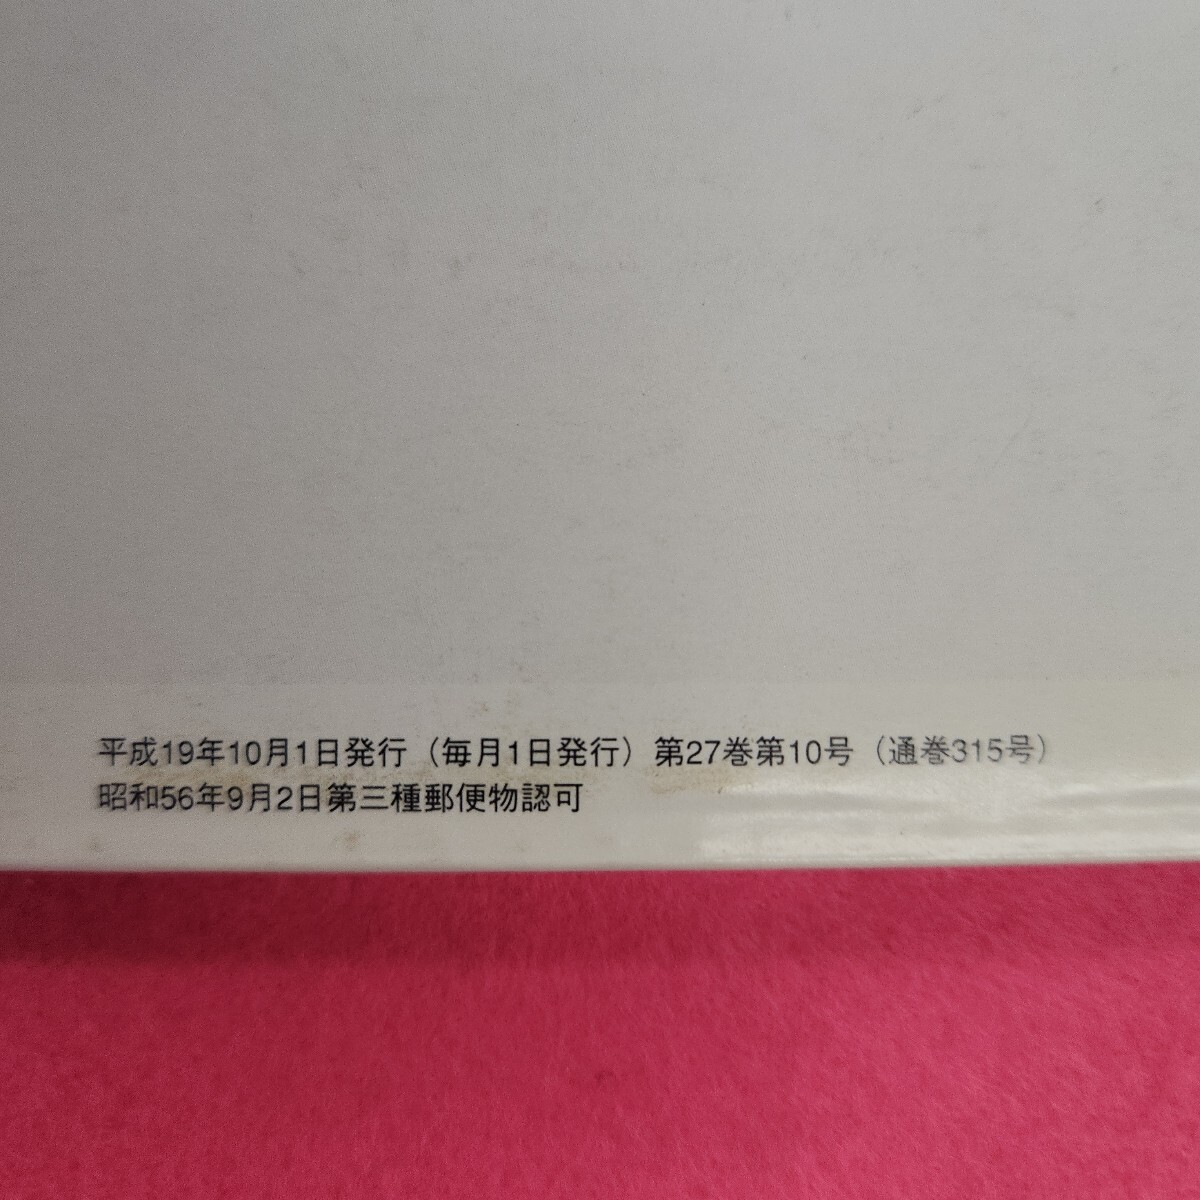 平成19年10月1日発行（毎月1日発行）第27巻第10号（通巻315号）
昭和56年9月2日第三種郵便物認可